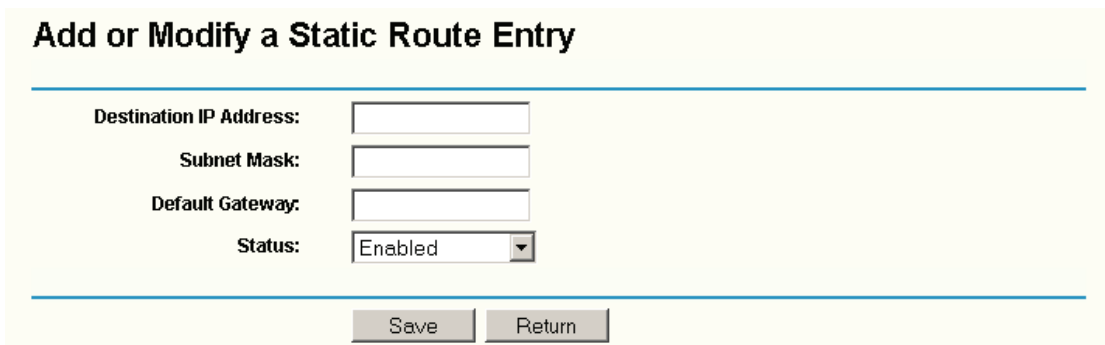 Add or Modify a Static Route Entry
Destination IP Address:
Subnet Mask:
Default Gateway:
Status: Enabled
Save Return